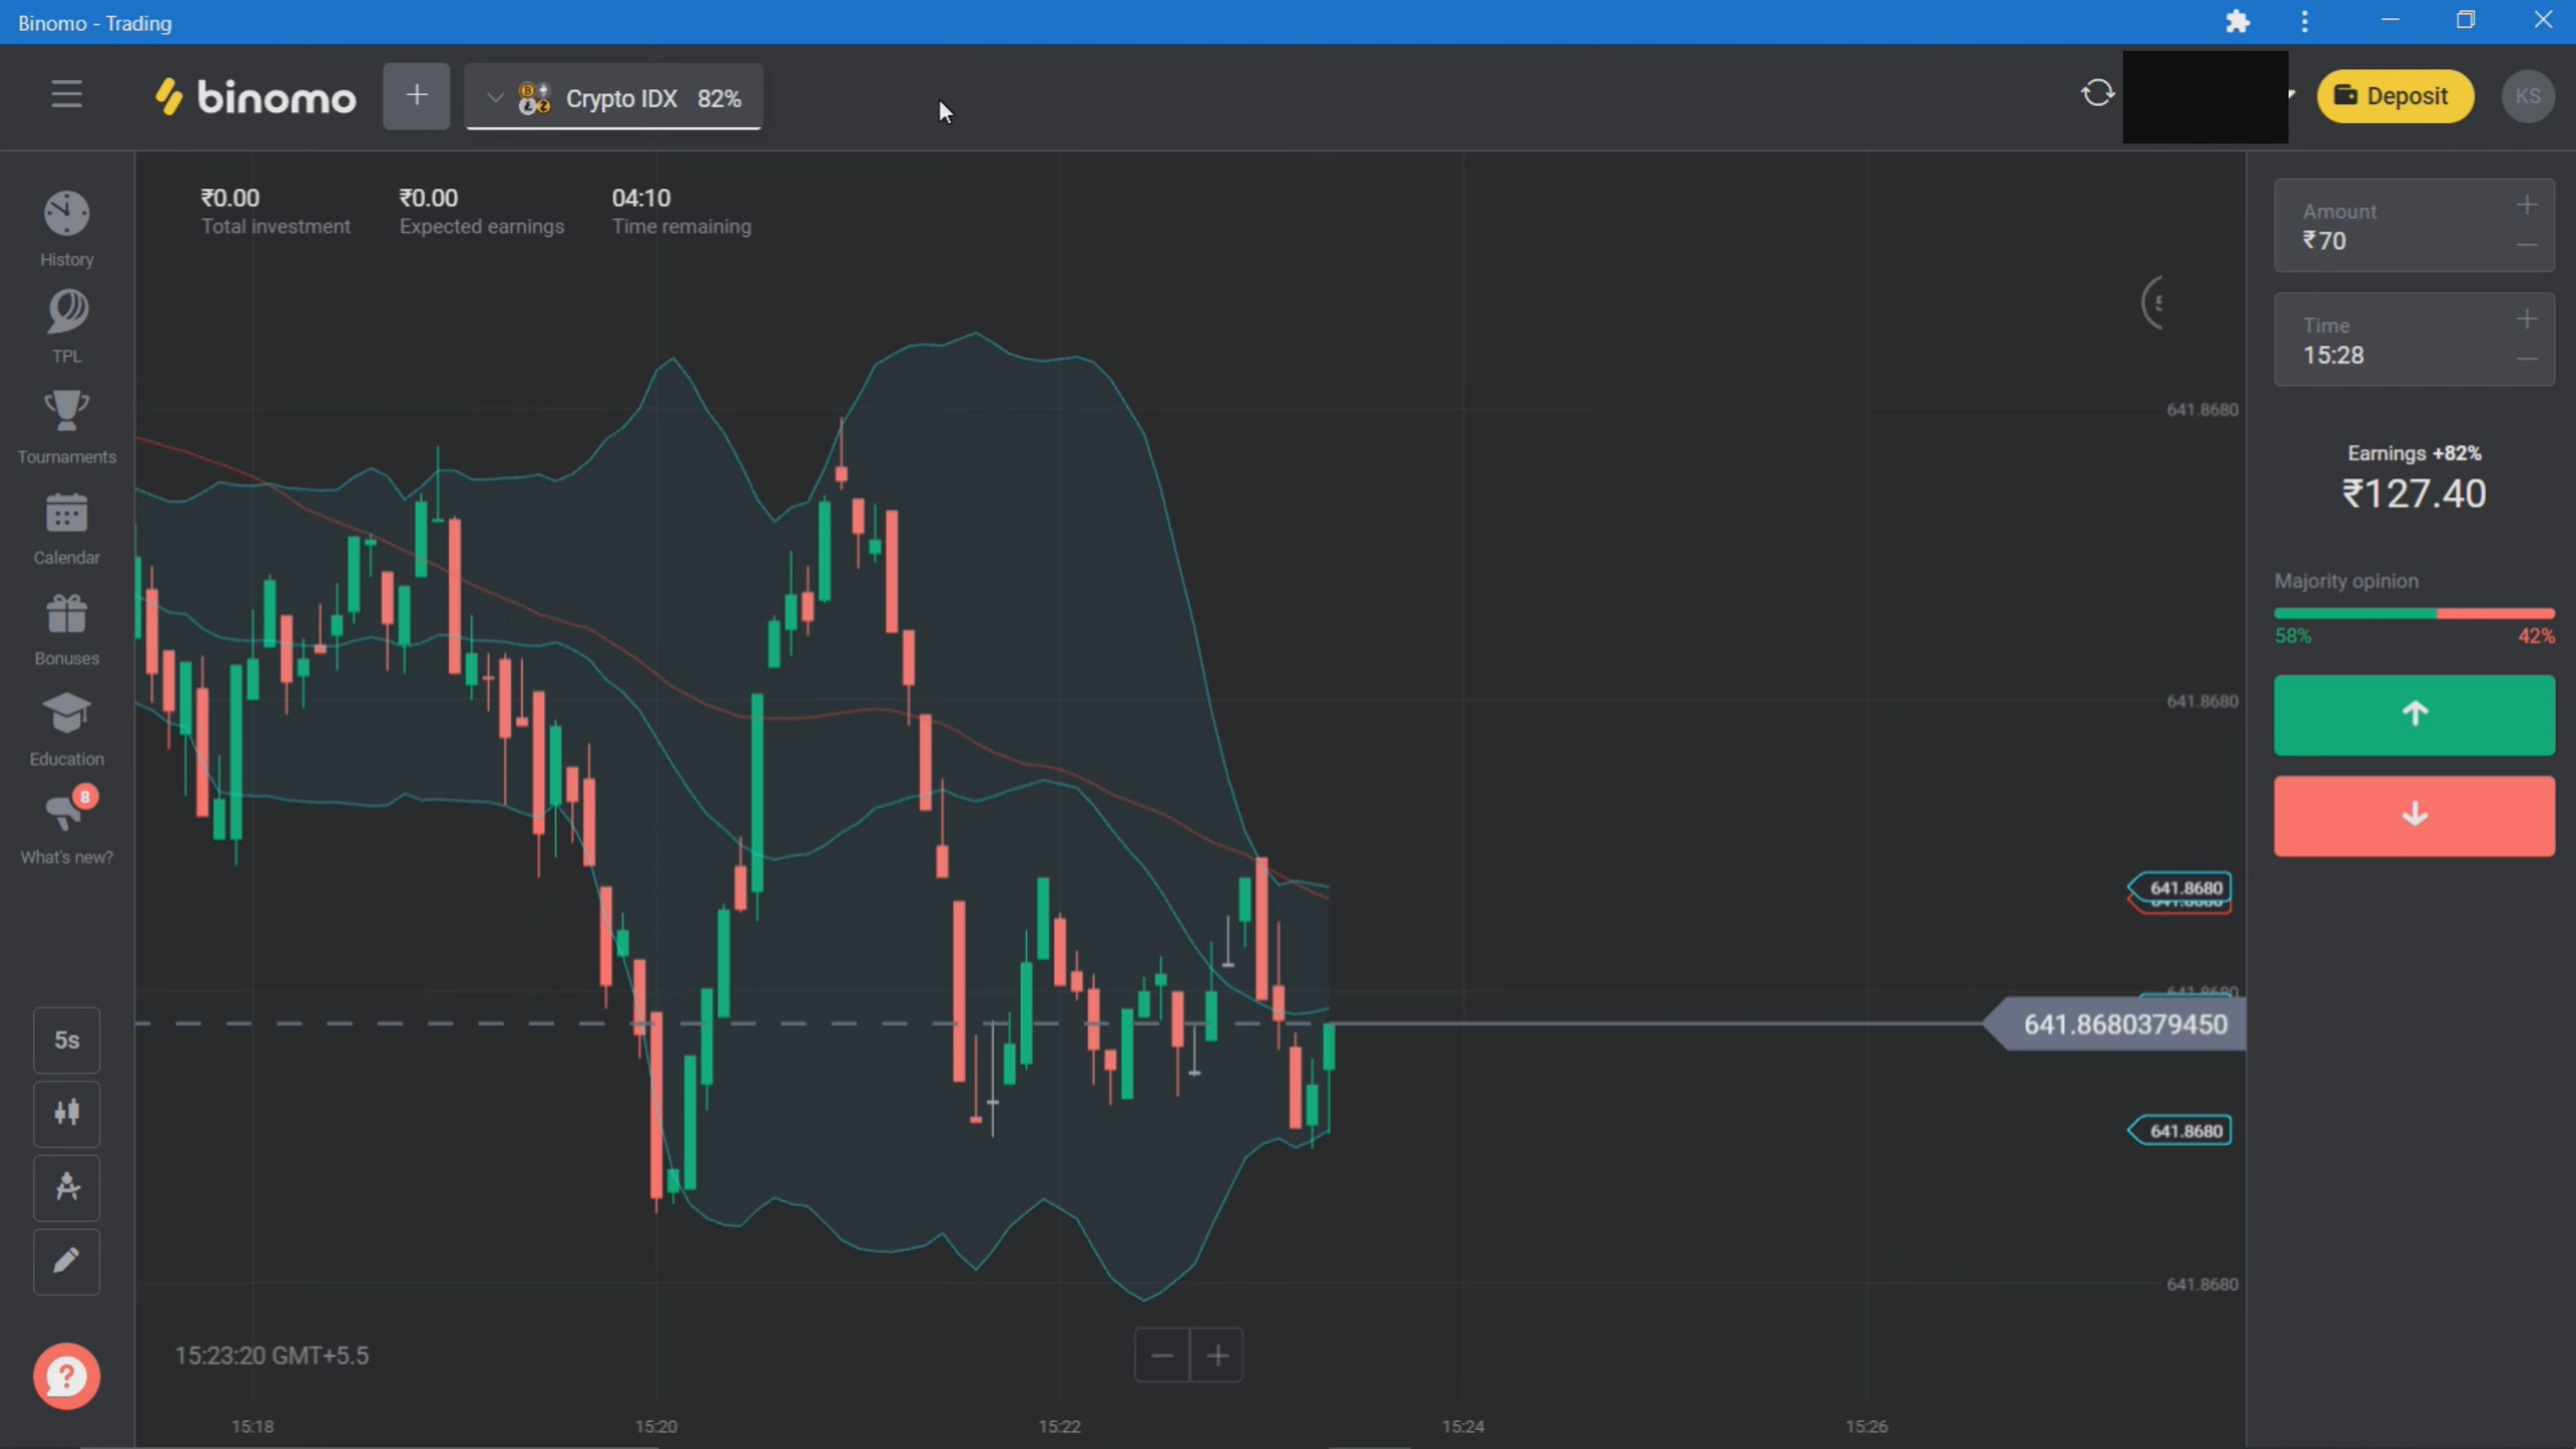 Binomo - Trading
binomo
+
Crypto IDX 82%
Deposit
KS
₹0.00 ₹0.00 04:10
Total investment Expected earnings Time remaining
History
TPL
Tournaments
Calendar
Bonuses
Education
8
What's new?
5s
?
Amount
₹70
Time
15:28
Earnings +82%
₹127.40
Majority opinion
58% 42%
641.8680
641.8680
641.8680
641.8680
641.8680379450
641.8680
641.8680
15:23:20 GMT+5.5
15:18 15:20 15:22 15:24 15:26